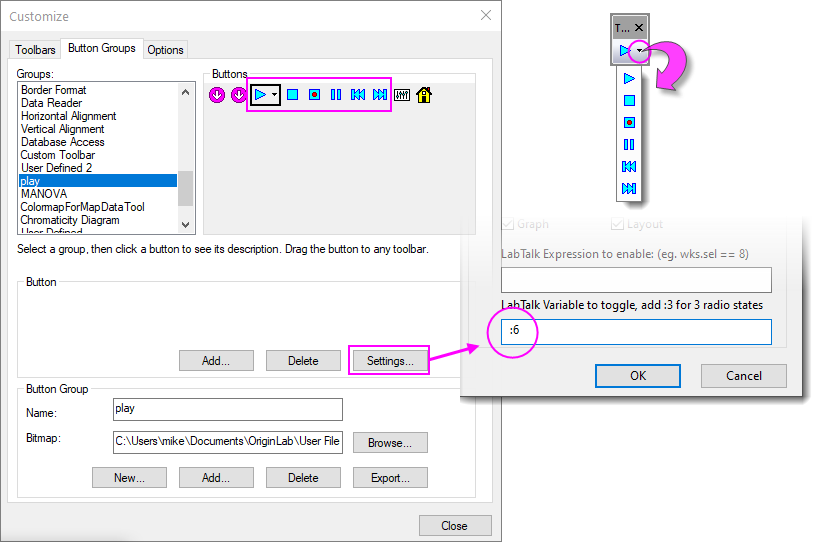 Customize
Toolbars
Button Groups
Options
Groups:
Border Format
Data Reader
Horizontal Alignment
Vertical Alignment
Database Access
Custom Toolbar
User Defined 2
play
MANOVA
ColormapForMapDataTool
Chromaticity Diagram
User Defined
Buttons
Select a group, then click a button to see its description. Drag the button to any toolbar.
Button
Add...
Delete
Settings...
Button Group
Name:
play
Bitmap:
C:\Users\mike\Documents\OriginLab\User File
Browse...
New...
Add...
Delete
Export...
Close
T...
Graph
Layout
LabTalk Expression to enable: (eg. wks.sel == 8)
LabTalk Variable to toggle, add :3 for 3 radio states
:6
OK
Cancel